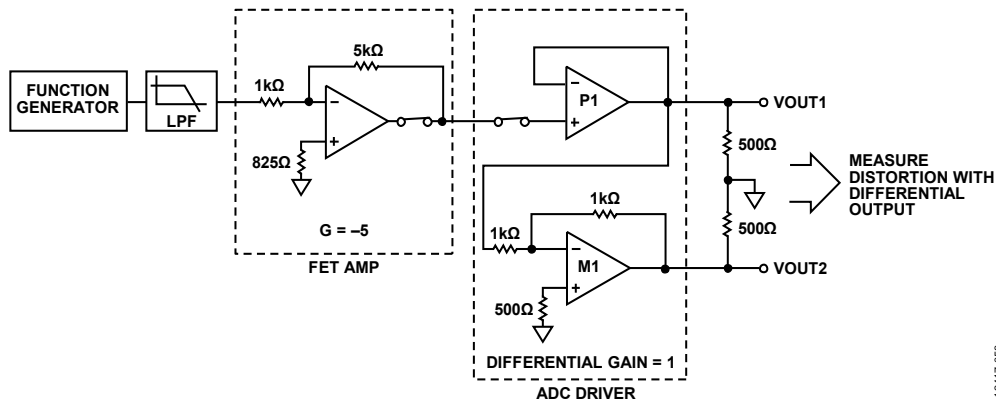 FUNCTION
GENERATOR
LPF
1kΩ
5kΩ
−
+
825Ω
G = –5
FET AMP
−
P1
+
1kΩ
1kΩ
−
M1
+
500Ω
DIFFERENTIAL GAIN = 1
ADC DRIVER
VOUT1
500Ω
500Ω
VOUT2
MEASURE
DISTORTION WITH
DIFFERENTIAL
OUTPUT